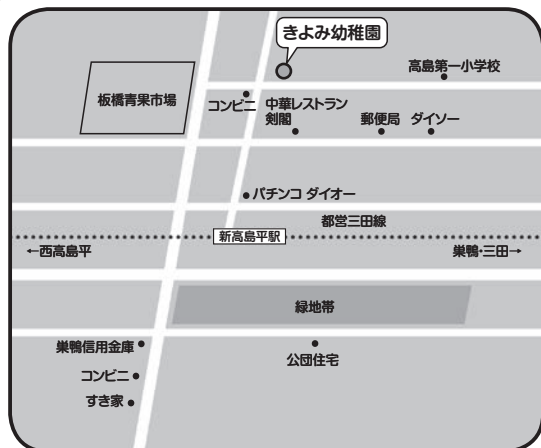 きよみ幼稚園
高島第一小学校
板橋青果市場
コンビニ
中華レストラン
剣閣
郵便局
ダイソー
パチンコ ダイオー
都営三田線
新高島平駅
←西高島平
巣鴨・三田→
緑地帯
巣鴨信用金庫
公団住宅
コンビニ
すき家